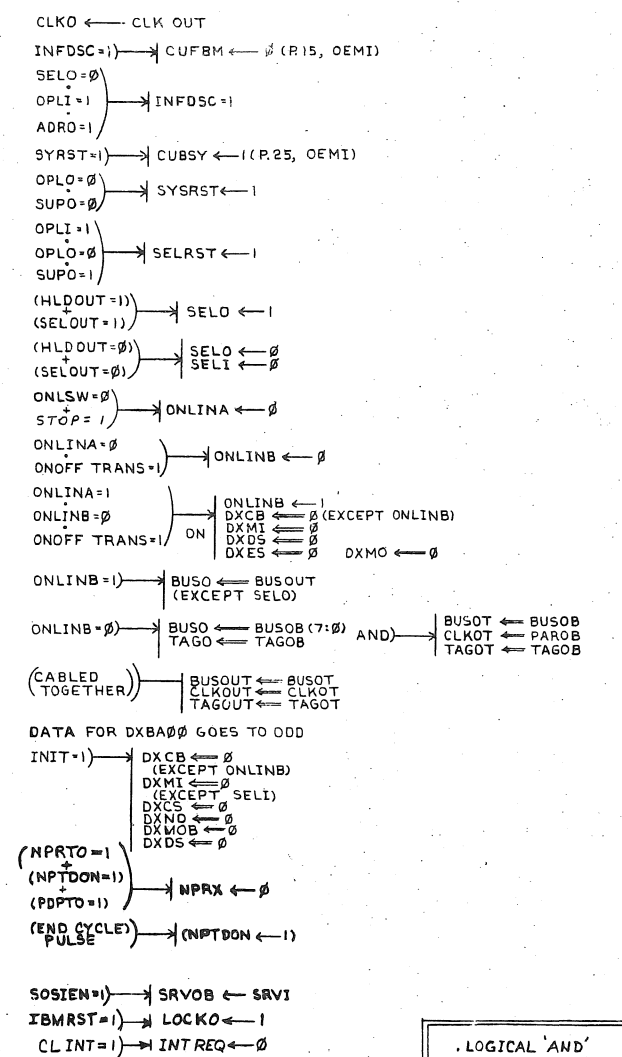 CLKO ← CLK OUT
INFDSC=1)→ CUFBM ← Ø (P.15, OEMI)
SELO=Ø
·
OPLI=1 → INFDSC=1
·
ADRO=1
SYRST=1)→ CUBSY ← 1 (P.25, OEMI)
OPLO=Ø
· → SYSRST ← 1
SUPO=Ø
OPLI=1
·
OPLO=Ø → SELRST ← 1
·
SUPO=1
(HLDOUT=1)
+ → SELO ← 1
(SELOUT=1)
(HLDOUT=Ø) SELO ← Ø
+ → SELI ← Ø
(SELOUT=Ø)
ONLSW=Ø
+ → ONLINA ← Ø
STOP=1
ONLINA=Ø
· → ONLINB ← Ø
ONOFF TRANS=1
ONLINA=1
· ONLINB ← 1
ONLINB=Ø → DXCB ⇐ Ø (EXCEPT ONLINB)
· ON DXMI ⇐ Ø
ONOFF TRANS=1 DXDS ⇐ Ø
DXES ⇐ Ø DXMO ⇐ Ø
ONLINB=1)→ BUSO ⇐ BUSOUT
(EXCEPT SELO)
ONLINB=Ø)→ BUSO ⇐ BUSOB (7:Ø) AND)→ BUSOT ⇐ BUSOB
TAGO ⇐ TAGOB CLKOT ⇐ PAROB
TAGOT ⇐ TAGOB
(CABLED TOGETHER)) BUSOUT ⇐ BUSOT
CLKOUT ⇐ CLKOT
TAGOUT ⇐ TAGOT
DATA FOR DXBAØØ GOES TO ODD
INIT=1)→ DXCB ⇐ Ø
(EXCEPT ONLINB)
DXMI ⇐ Ø
(EXCEPT SELI)
DXCS ⇐ Ø
DXND ⇐ Ø
DXMOB ⇐ Ø
DXDS ⇐ Ø
(NPRTO=1
+
(NPTDON=1) → NPRX ← Ø
+
(PDPTO=1)
(END CYCLE)
PULSE → (NPTDON ← 1)
SOSIEN=1)→ SRVOB ← SRVI
IBMRST=1)→ LOCKO ← 1
CLINT=1)→ INTREQ ← Ø
. LOGICAL 'AND'